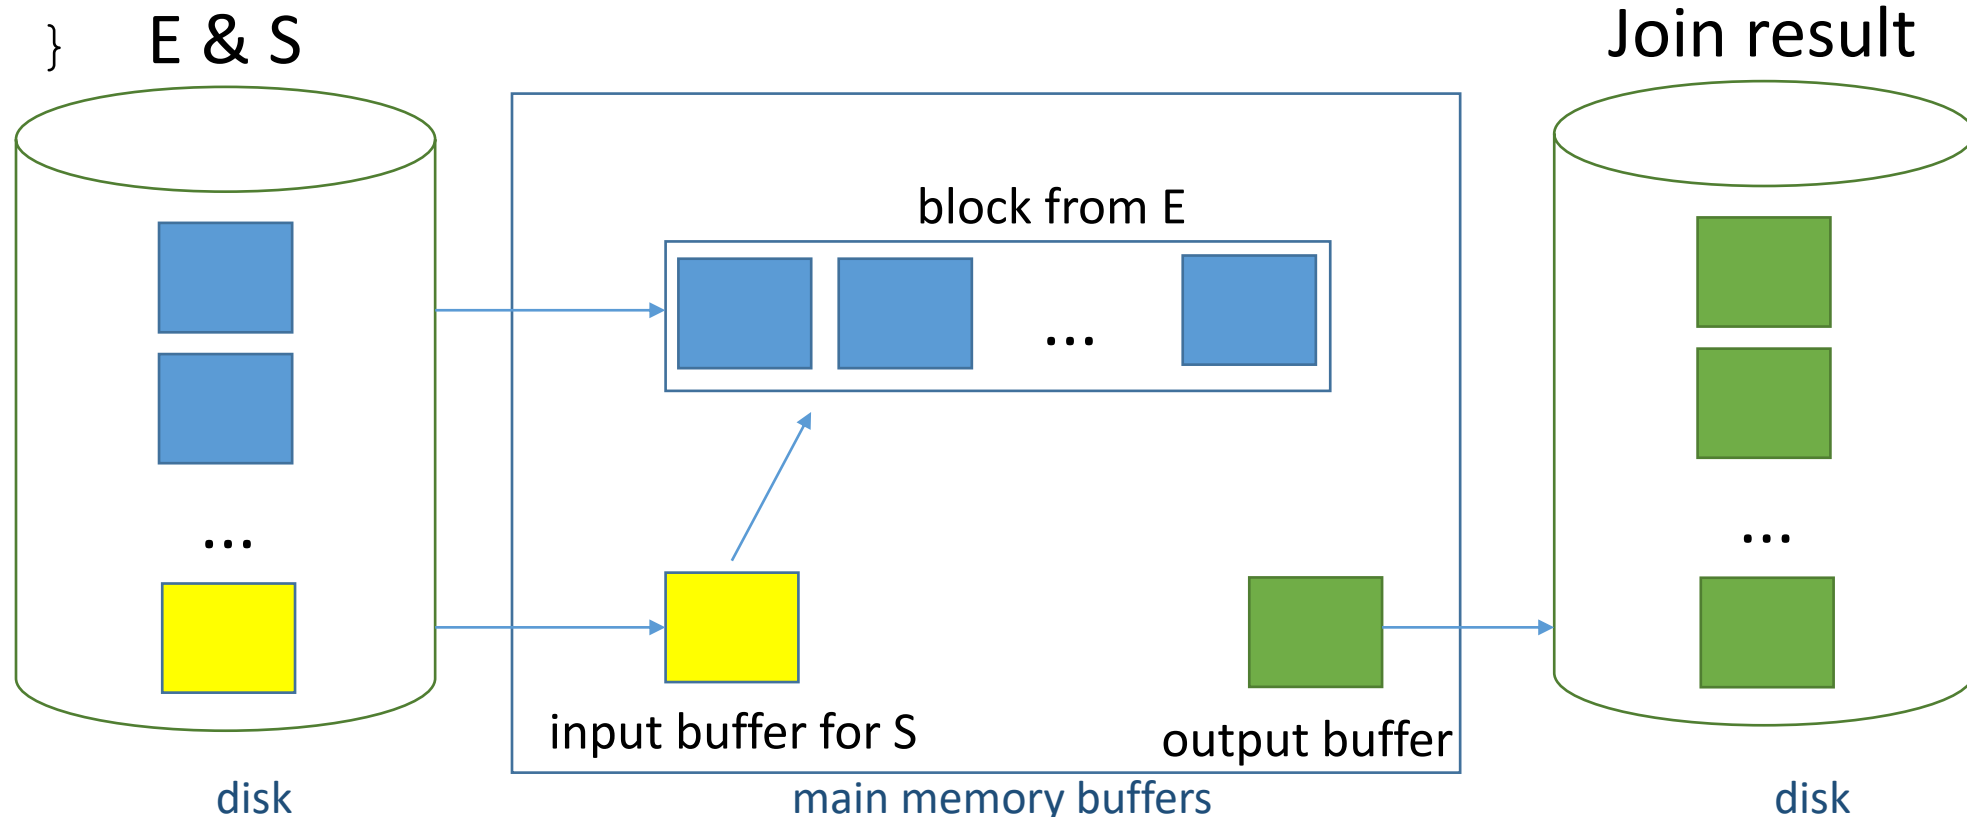 } E & S
Join result
block from E
...
...
...
input buffer for S
output buffer
disk
main memory buffers
disk